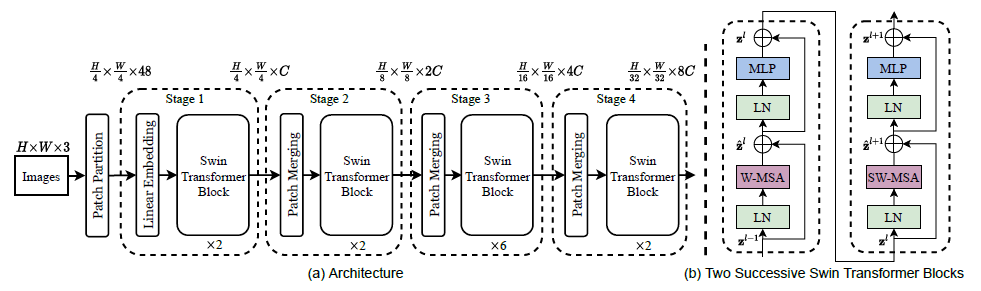 H/4 × W/4 × 48
H/4 × W/4 × C
H/8 × W/8 × 2C
H/16 × W/16 × 4C
H/32 × W/32 × 8C
H×W×3
Images
Patch Partition
Stage 1
Linear Embedding
Swin
Transformer
Block
×2
Stage 2
Patch Merging
Swin
Transformer
Block
×2
Stage 3
Patch Merging
Swin
Transformer
Block
×6
Stage 4
Patch Merging
Swin
Transformer
Block
×2
(a) Architecture
z^l
MLP
LN
ẑ^l
W-MSA
LN
z^{l-1}
z^{l+1}
MLP
LN
ẑ^{l+1}
SW-MSA
LN
z^l
(b) Two Successive Swin Transformer Blocks